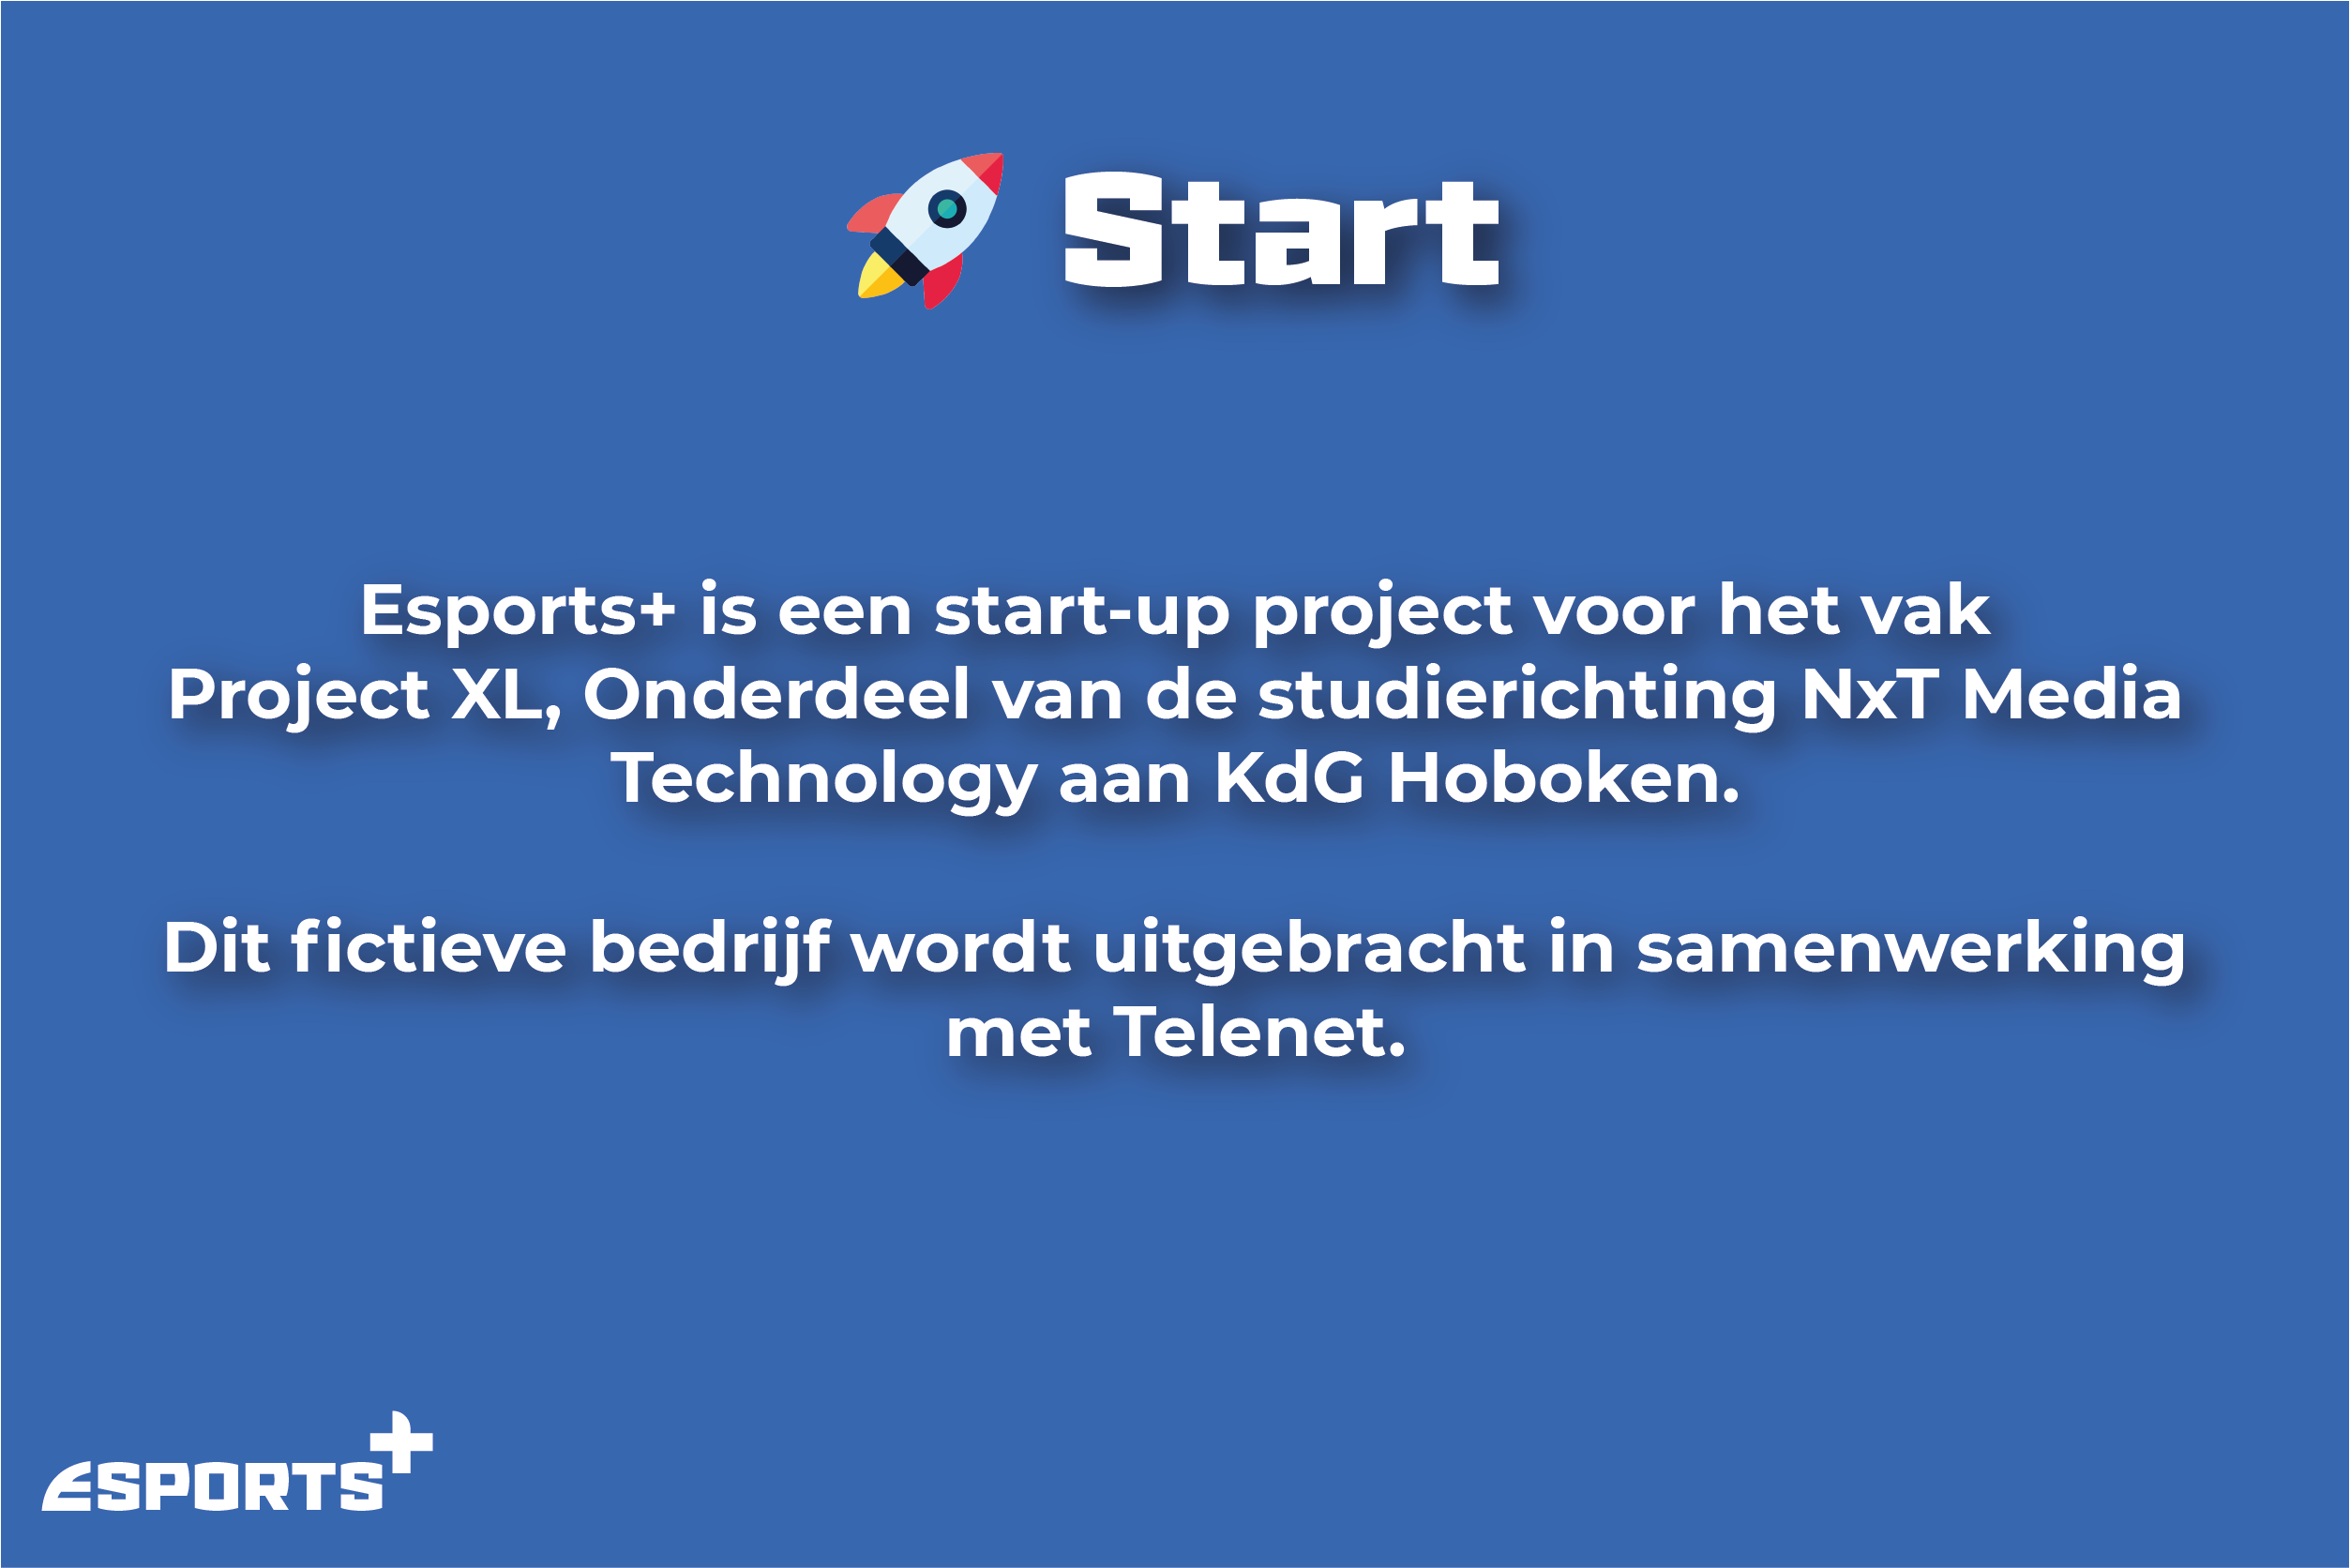 Start
Esports+ is een start-up project voor het vak
Project XL, Onderdeel van de studierichting NxT Media
Technology aan KdG Hoboken.
Dit fictieve bedrijf wordt uitgebracht in samenwerking
met Telenet.
ESPORTS+